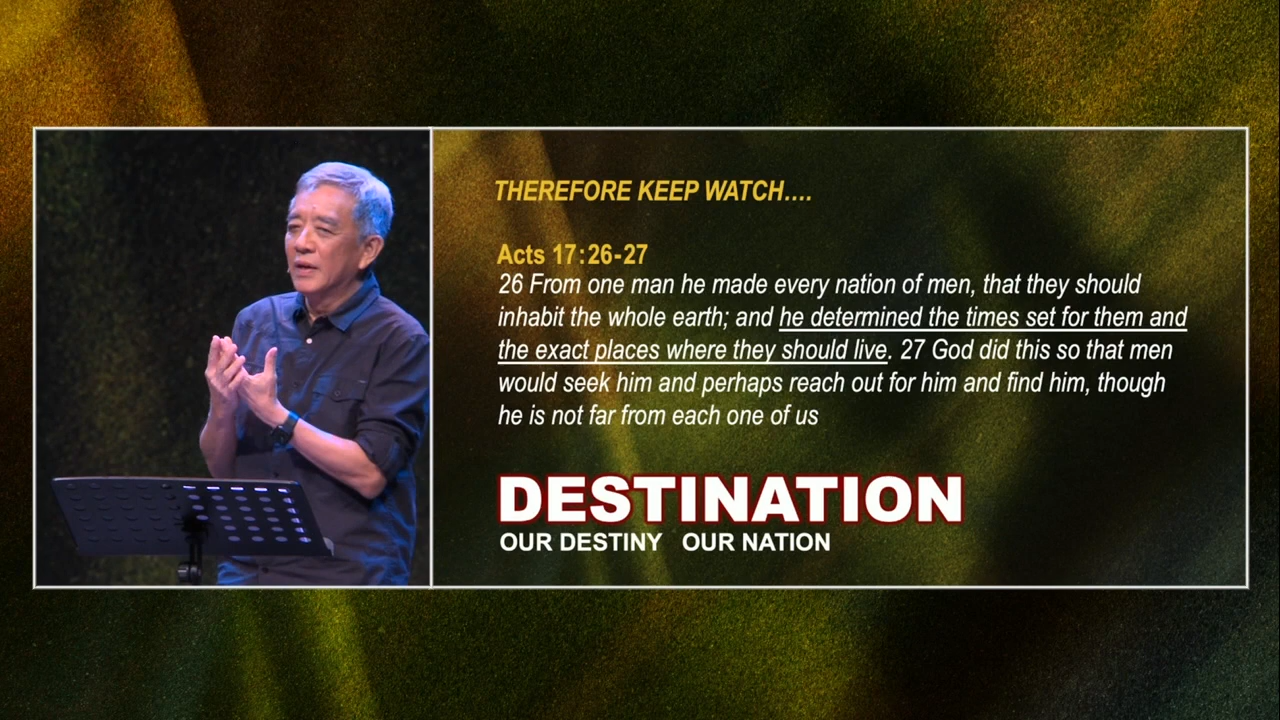 THEREFORE KEEP WATCH....
Acts 17:26-27
26 From one man he made every nation of men, that they should
inhabit the whole earth; and he determined the times set for them and
the exact places where they should live. 27 God did this so that men
would seek him and perhaps reach out for him and find him, though
he is not far from each one of us
DESTINATION
OUR DESTINY OUR NATION